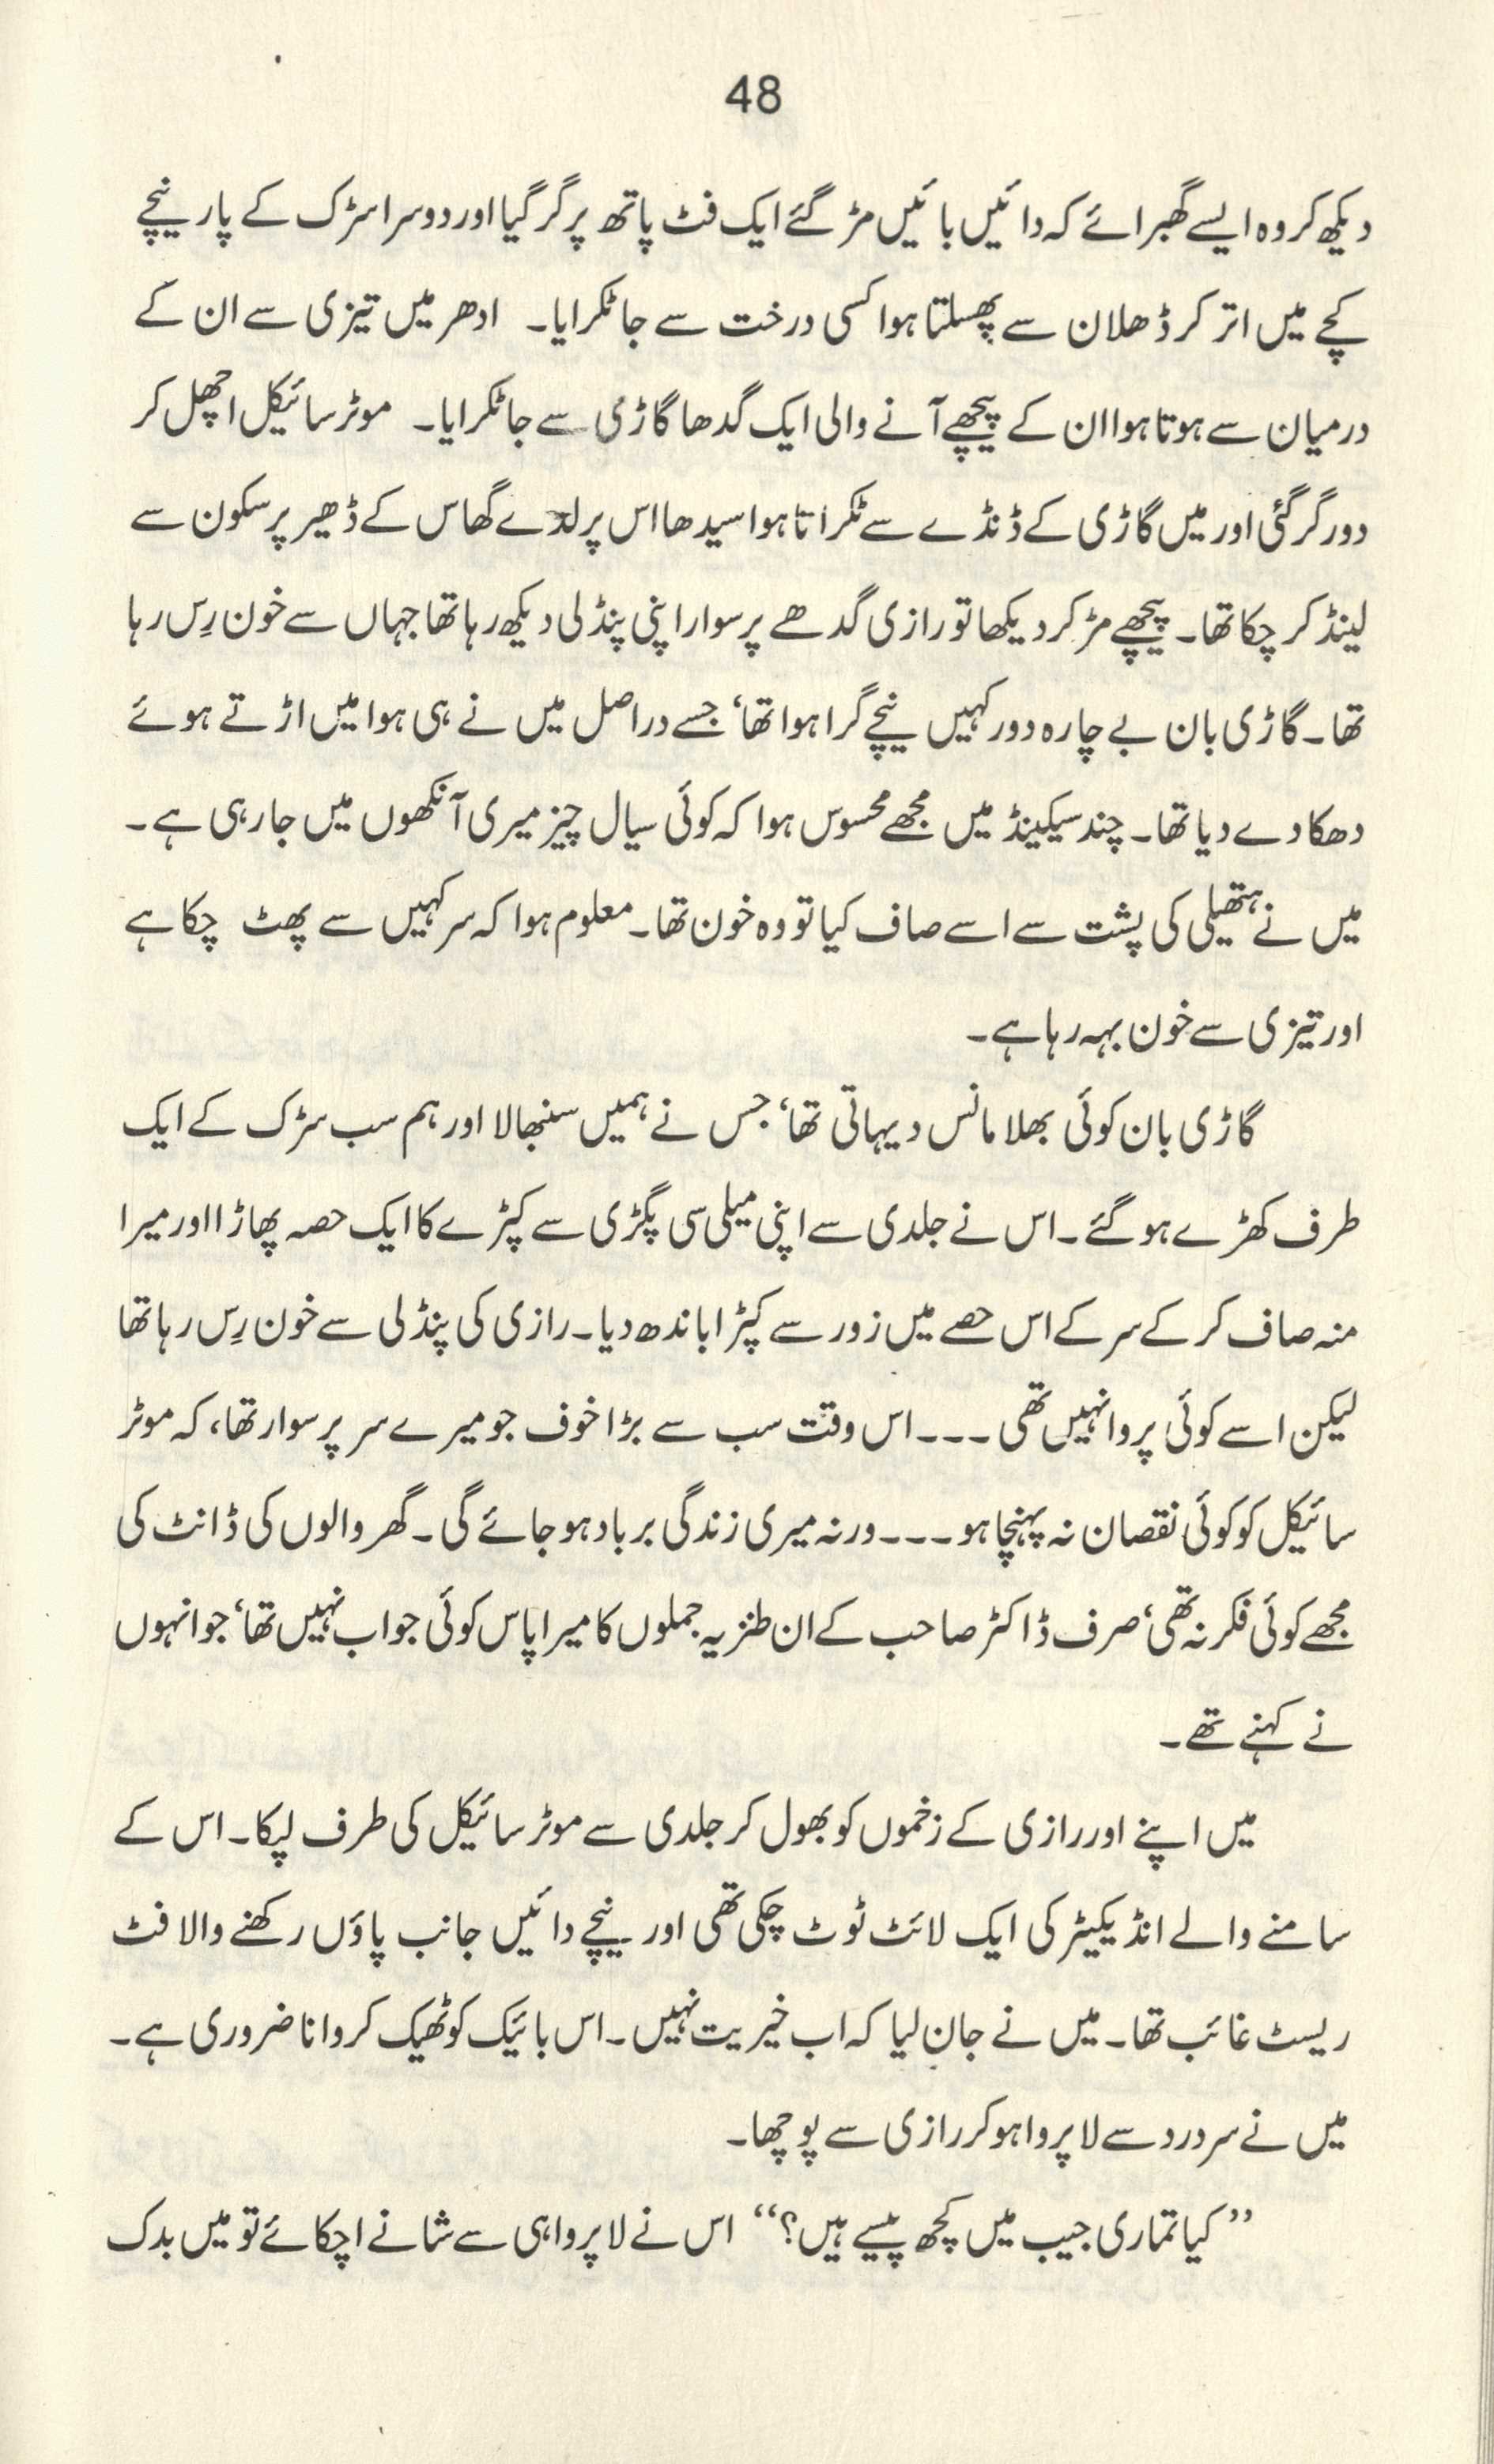 48
دیکھ کر وہ ایسے گھبرائے کہ دائیں بائیں مڑ گئے ایک فٹ پاتھ پر گر گیا اور دوسرا سڑک کے پار نیچے
کچے میں اتر کر ڈھلان سے پھسلتا ہوا کسی درخت سے جا ٹکرایا۔ ادھر میں تیزی سے ان کے
درمیان سے ہوتا ہوا ان کے پیچھے آنے والی ایک گدھا گاڑی سے جا ٹکرایا۔ موٹر سائیکل اچھل کر
دور گر گئی اور میں گاڑی کے ڈنڈے سے ٹکراتا ہوا سیدھا اس پر لدے گھاس کے ڈھیر پر سکون سے
لینڈ کر چکا تھا۔ پیچھے مڑ کر دیکھا تو رازی گدھے پر سوار اپنی پنڈلی دیکھ رہا تھا جہاں سے خون رِس رہا
تھا۔ گاڑی بان بے چارہ دور کہیں نیچے گرا ہوا تھا‘ جسے دراصل میں نے ہی ہوا میں اڑتے ہوئے
دھکا دے دیا تھا۔ چند سیکینڈ میں مجھے محسوس ہوا کہ کوئی سیال چیز میری آنکھوں میں جا رہی ہے۔
میں نے ہتھیلی کی پشت سے اسے صاف کیا تو وہ خون تھا۔ معلوم ہوا کہ سر کہیں سے پھٹ چکا ہے
اور تیزی سے خون بہہ رہا ہے۔
گاڑی بان کوئی بھلا مانس دیہاتی تھا‘ جس نے ہمیں سنبھالا اور ہم سب سڑک کے ایک
طرف کھڑے ہو گئے۔ اس نے جلدی سے اپنی میلی سی پگڑی سے کپڑے کا ایک حصہ پھاڑا اور میرا
منہ صاف کر کے سر کے اس حصے میں زور سے کپڑا باندھ دیا۔ رازی کی پنڈلی سے خون رِس رہا تھا
لیکن اسے کوئی پروا نہیں تھی ۔۔۔ اس وقت سب سے بڑا خوف جو میرے سر پر سوار تھا، کہ موٹر
سائیکل کو کوئی نقصان نہ پہنچا ہو ۔۔۔ ورنہ میری زندگی برباد ہو جائے گی۔ گھر والوں کی ڈانٹ کی
مجھے کوئی فکر نہ تھی‘ صرف ڈاکٹر صاحب کے ان طنزیہ جملوں کا میرا پاس کوئی جواب نہیں تھا‘ جو انہوں
نے کہنے تھے۔
میں اپنے اور رازی کے زخموں کو بھول کر جلدی سے موٹر سائیکل کی طرف لپکا۔ اس کے
سامنے والے انڈیکیٹر کی ایک لائٹ ٹوٹ چکی تھی اور نیچے دائیں جانب پاؤں رکھنے والا فٹ
ریسٹ غائب تھا۔ میں نے جان لیا کہ اب خیریت نہیں۔ اس بائیک کو ٹھیک کروانا ضروری ہے۔
میں نے سر درد سے لاپروا ہو کر رازی سے پوچھا۔
’’کیا تماری جیب میں کچھ پیسے ہیں؟‘‘ اس نے لاپرواہی سے شانے اچکائے تو میں بدک